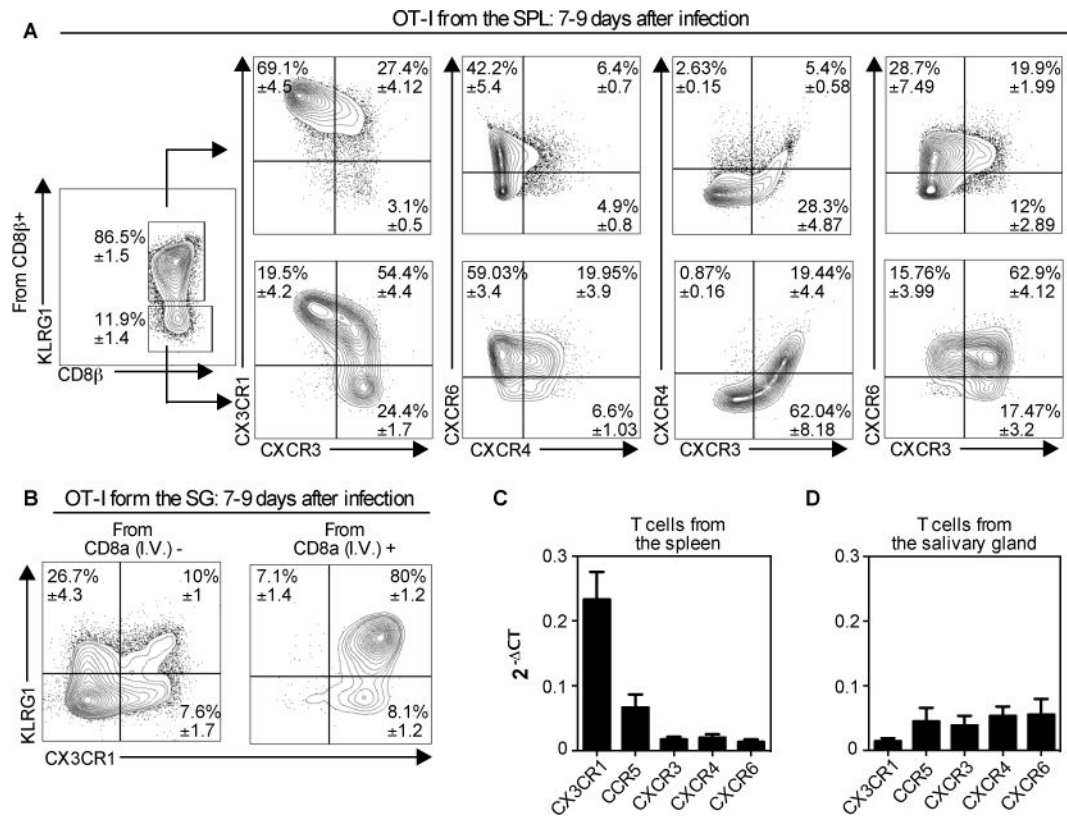 OT-I from the SPL: 7-9 days after infection
A
69.1%
±4.5
27.4%
±4.12
3.1%
±0.5
42.2%
±5.4
6.4%
±0.7
4.9%
±0.8
2.63%
±0.15
5.4%
±0.58
28.3%
±4.87
28.7%
±7.49
19.9%
±1.99
12%
±2.89
From CD8β+
KLRG1
86.5%
±1.5
11.9%
±1.4
CD8β
19.5%
±4.2
54.4%
±4.4
24.4%
±1.7
CX3CR1
CXCR3
59.03%
±3.4
19.95%
±3.9
6.6%
±1.03
CXCR6
CXCR4
0.87%
±0.16
19.44%
±4.4
62.04%
±8.18
CXCR4
CXCR3
15.76%
±3.99
62.9%
±4.12
17.47%
±3.2
CXCR6
CXCR3
B
OT-I form the SG: 7-9 days after infection
From
CD8a (I.V.) -
From
CD8a (I.V.) +
26.7%
±4.3
10%
±1
7.6%
±1.7
7.1%
±1.4
80%
±1.2
8.1%
±1.2
KLRG1
CX3CR1
C
T cells from
the spleen
2-ΔCT
0.3
0.2
0.1
0
CX3CR1
CCR5
CXCR3
CXCR4
CXCR6
D
T cells from
the salivary gland
0.3
0.2
0.1
0
CX3CR1
CCR5
CXCR3
CXCR4
CXCR6